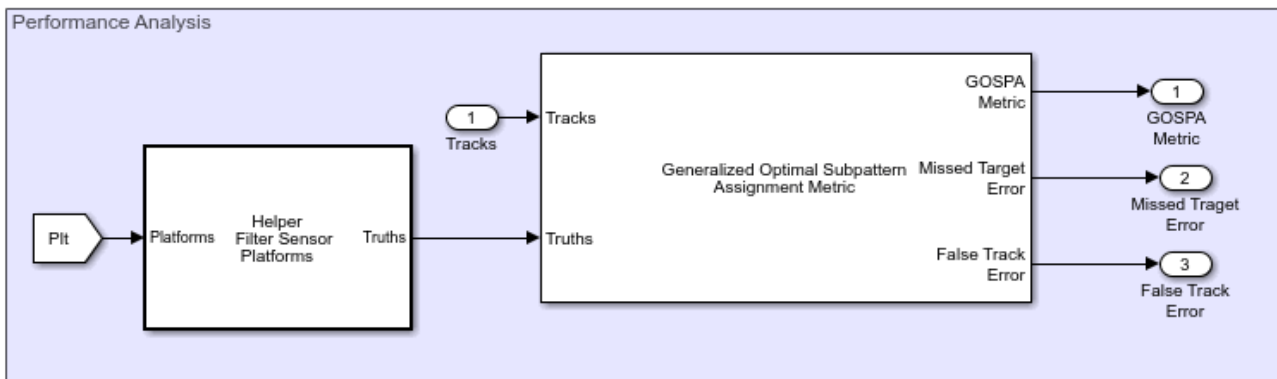 Performance Analysis
Plt
Platforms
Helper
Filter Sensor
Platforms
Truths
1
Tracks
Tracks
Truths
Generalized Optimal Subpattern
Assignment Metric
GOSPA
Metric
Missed Target
Error
False Track
Error
1
GOSPA
Metric
2
Missed Traget
Error
3
False Track
Error